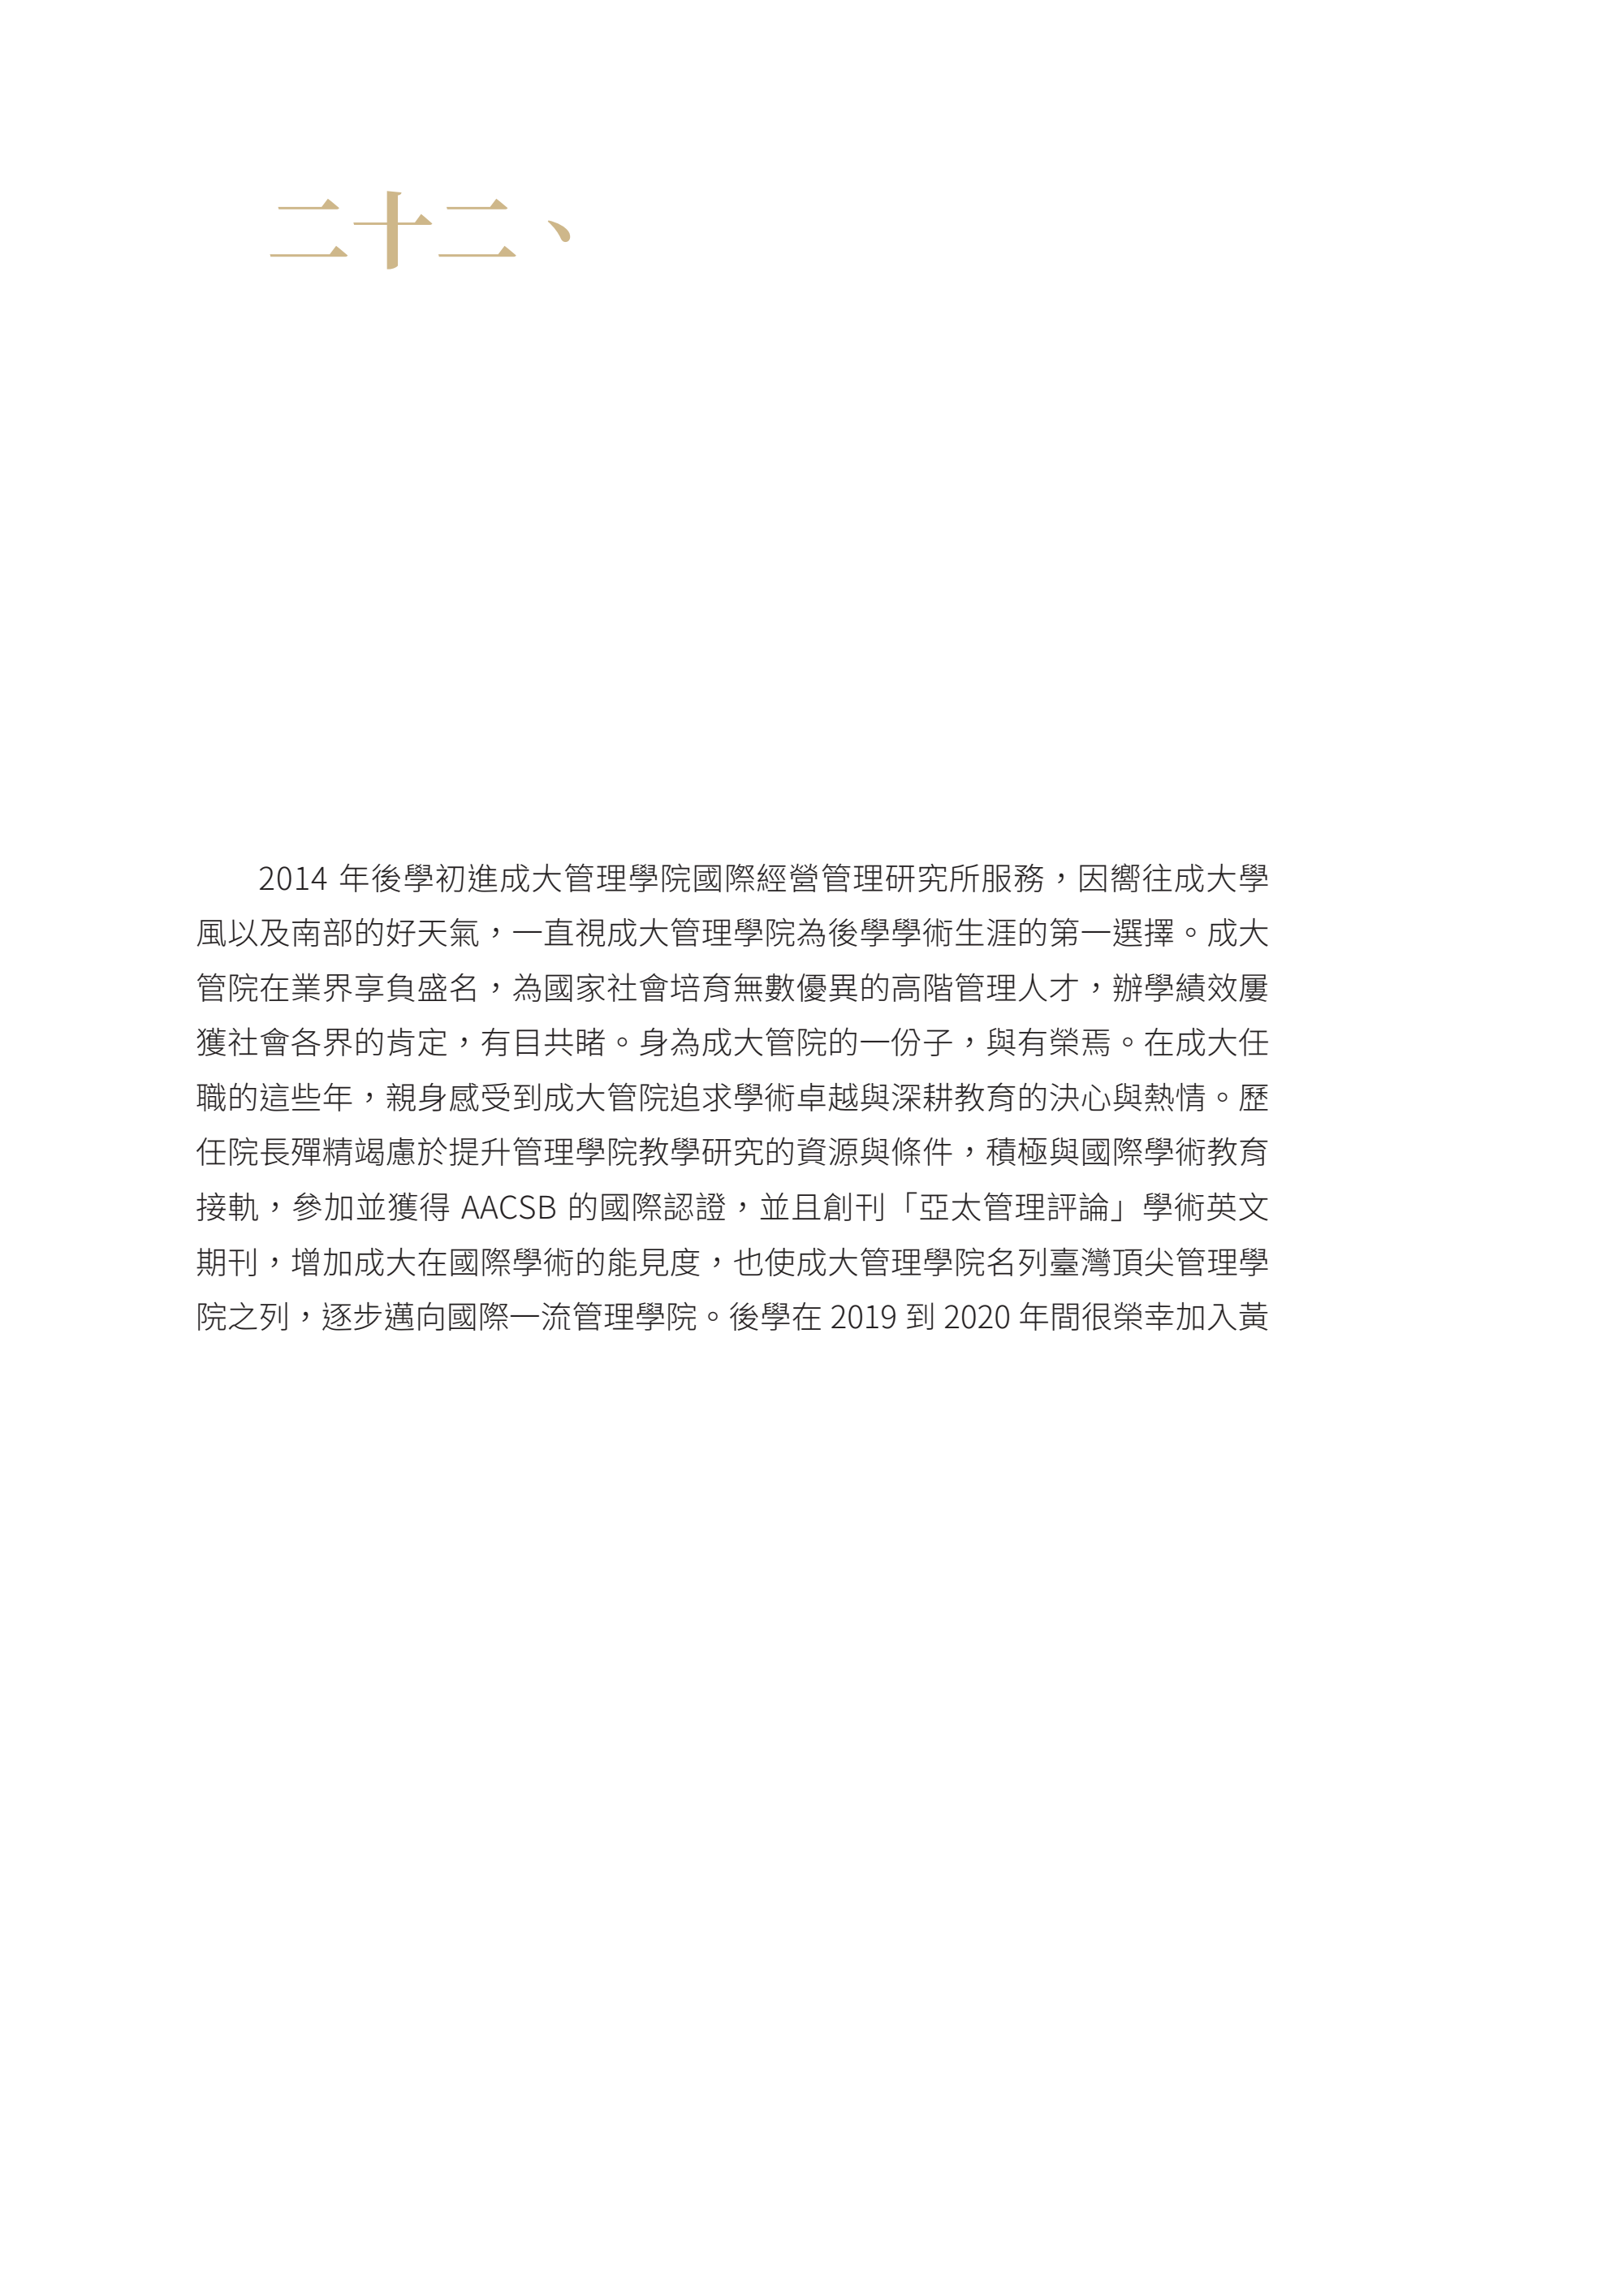 二十二、
2014 年後學初進成大管理學院國際經營管理研究所服務，因嚮往成大學
風以及南部的好天氣，一直視成大管理學院為後學學術生涯的第一選擇。成大
管院在業界享負盛名，為國家社會培育無數優異的高階管理人才，辦學績效屢
獲社會各界的肯定，有目共睹。身為成大管院的一份子，與有榮焉。在成大任
職的這些年，親身感受到成大管院追求學術卓越與深耕教育的決心與熱情。歷
任院長殫精竭慮於提升管理學院教學研究的資源與條件，積極與國際學術教育
接軌，參加並獲得 AACSB 的國際認證，並且創刊「亞太管理評論」學術英文
期刊，增加成大在國際學術的能見度，也使成大管理學院名列臺灣頂尖管理學
院之列，逐步邁向國際一流管理學院。後學在 2019 到 2020 年間很榮幸加入黃